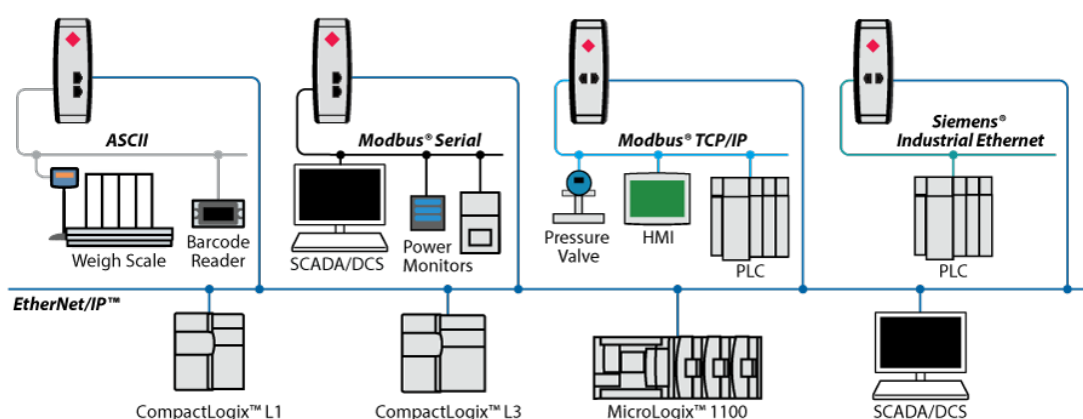 ASCII
Modbus® Serial
Modbus® TCP/IP
Siemens®
Industrial Ethernet
Weigh Scale
Barcode
Reader
SCADA/DCS
Power
Monitors
Pressure
Valve
HMI
PLC
PLC
EtherNet/IP™
CompactLogix™ L1
CompactLogix™ L3
MicroLogix™ 1100
SCADA/DCS